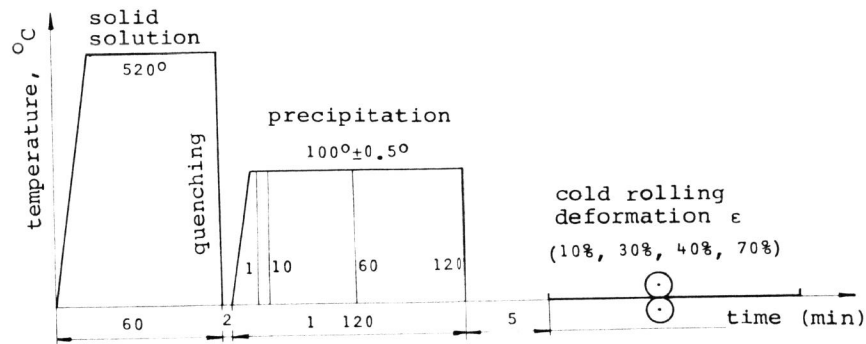 solid
solution
520°
temperature, °C
quenching
precipitation
100°±0.5°
1
10
60
120
cold rolling
deformation ε
(10%, 30%, 40%, 70%)
60
2
1 120
5
time (min)